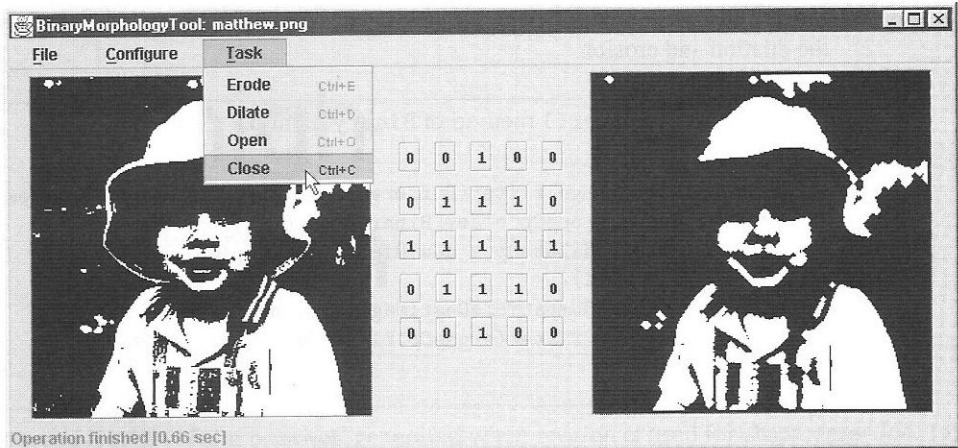 BinaryMorphologyTool: matthew.png
File Configure Task
Erode Ctrl+E
Dilate Ctrl+D
Open Ctrl+O
Close Ctrl+C
0 0 1 0 0
0 1 1 1 0
1 1 1 1 1
0 1 1 1 0
0 0 1 0 0
Operation finished [0.66 sec]